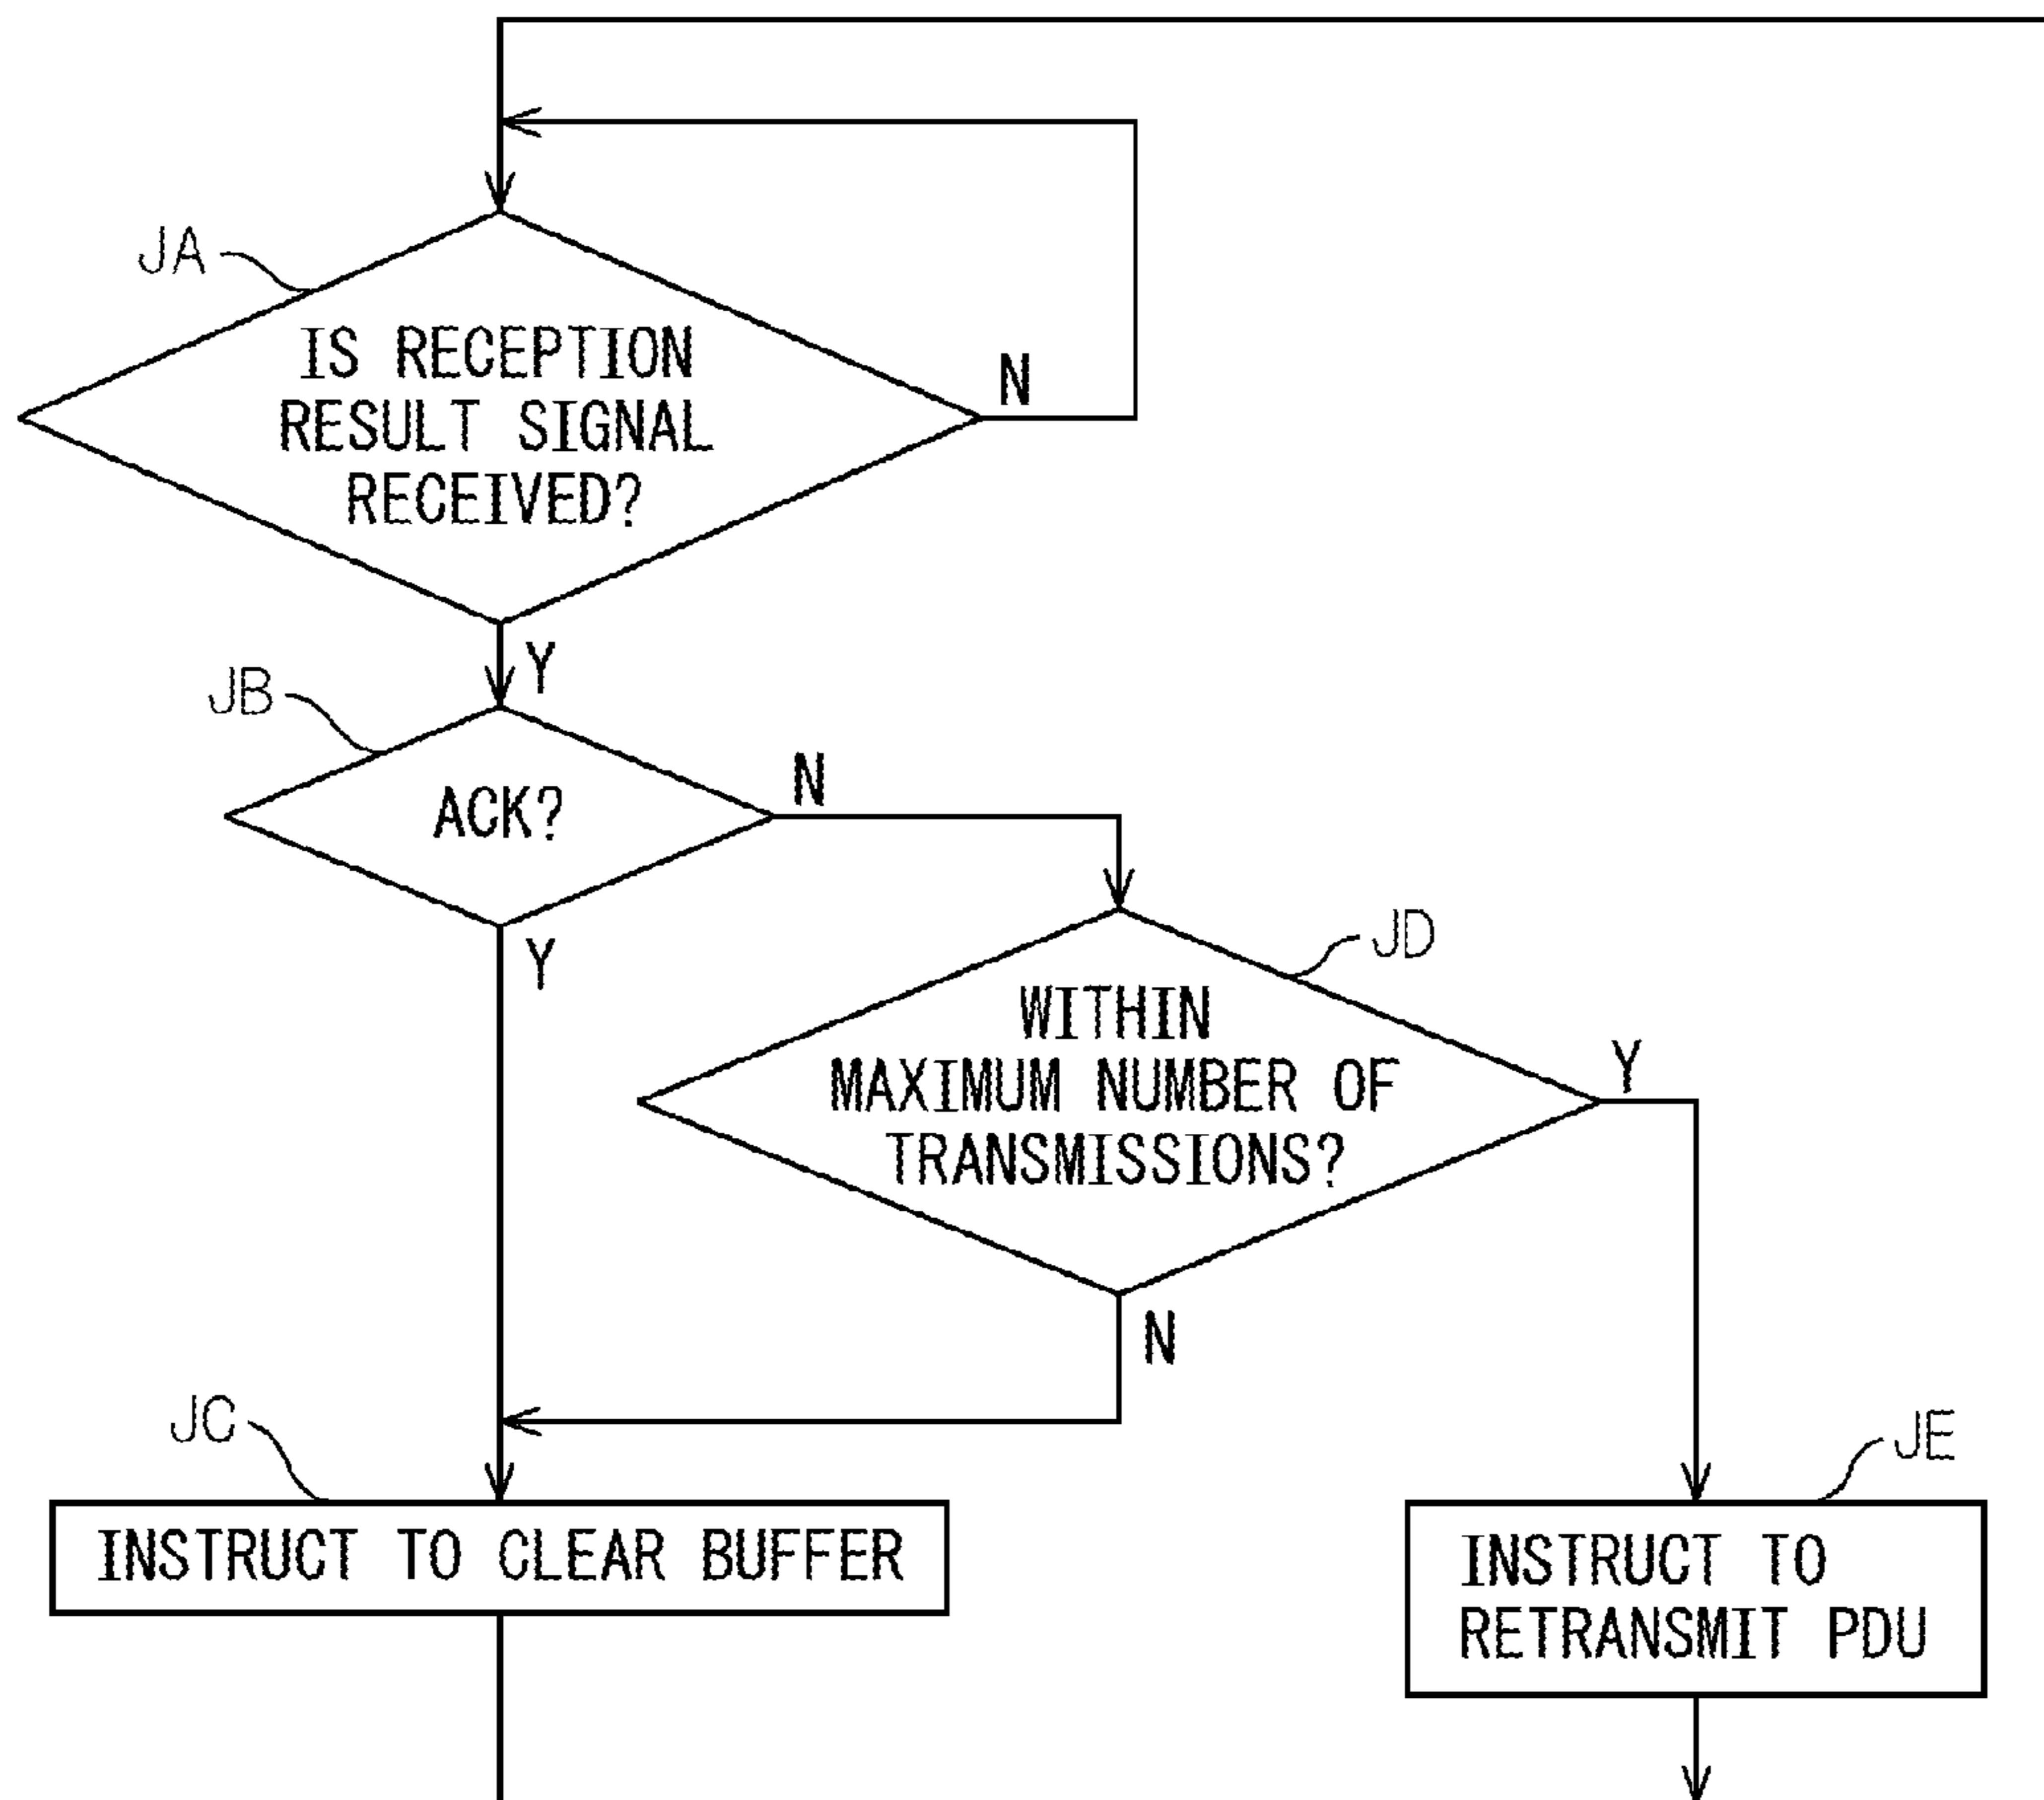 JA
IS RECEPTION
RESULT SIGNAL
RECEIVED?
N
Y
JB
ACK?
N
Y
JD
WITHIN
MAXIMUM NUMBER OF
TRANSMISSIONS?
Y
N
JC
INSTRUCT TO CLEAR BUFFER
JE
INSTRUCT TO
RETRANSMIT PDU